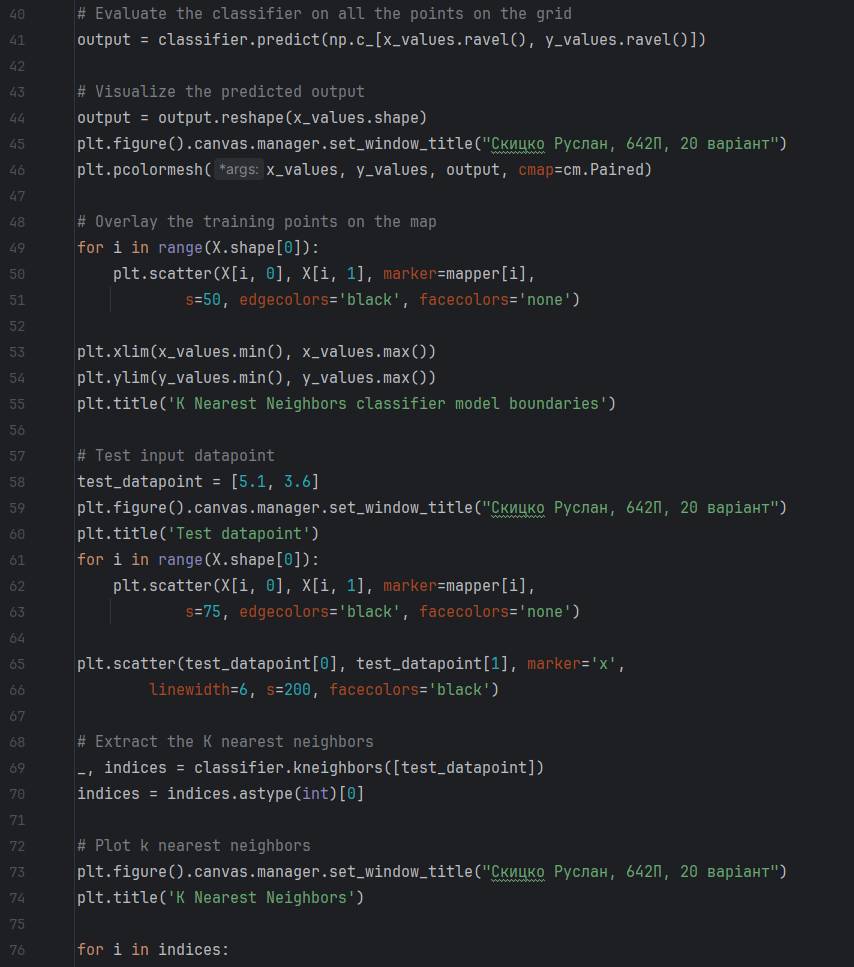 40 # Evaluate the classifier on all the points on the grid
41 output = classifier.predict(np.c_[x_values.ravel(), y_values.ravel()])
42
43 # Visualize the predicted output
44 output = output.reshape(x_values.shape)
45 plt.figure().canvas.manager.set_window_title("Скицко Руслан, 642П, 20 варіант")
46 plt.pcolormesh( *args: x_values, y_values, output, cmap=cm.Paired)
47
48 # Overlay the training points on the map
49 for i in range(X.shape[0]):
50     plt.scatter(X[i, 0], X[i, 1], marker=mapper[i],
51             s=50, edgecolors='black', facecolors='none')
52
53 plt.xlim(x_values.min(), x_values.max())
54 plt.ylim(y_values.min(), y_values.max())
55 plt.title('K Nearest Neighbors classifier model boundaries')
56
57 # Test input datapoint
58 test_datapoint = [5.1, 3.6]
59 plt.figure().canvas.manager.set_window_title("Скицко Руслан, 642П, 20 варіант")
60 plt.title('Test datapoint')
61 for i in range(X.shape[0]):
62     plt.scatter(X[i, 0], X[i, 1], marker=mapper[i],
63             s=75, edgecolors='black', facecolors='none')
64
65 plt.scatter(test_datapoint[0], test_datapoint[1], marker='x',
66         linewidth=6, s=200, facecolors='black')
67
68 # Extract the K nearest neighbors
69 _, indices = classifier.kneighbors([test_datapoint])
70 indices = indices.astype(int)[0]
71
72 # Plot k nearest neighbors
73 plt.figure().canvas.manager.set_window_title("Скицко Руслан, 642П, 20 варіант")
74 plt.title('K Nearest Neighbors')
75
76 for i in indices: